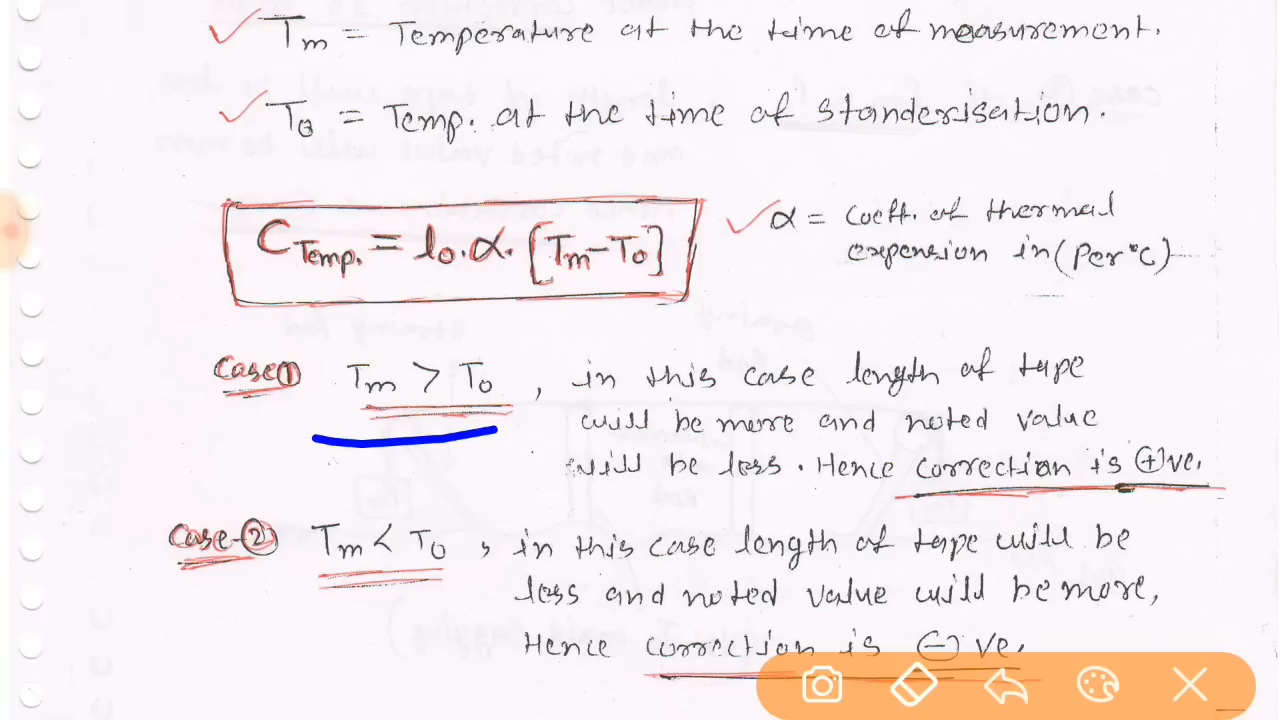 Tm = Temperature at the time of measurement.
To = Temp. at the time of standerisation.
CTemp. = lo.α.[Tm-To]
α = Coeff. of thermal
expension in (Per °C)
Case① Tm > To, in this case length of tape
will be more and noted value
will be less. Hence correction is ⊕ve.
Case-② Tm < To, in this case length of tape will be
less and noted value will be more,
Hence correction is ⊖ve.